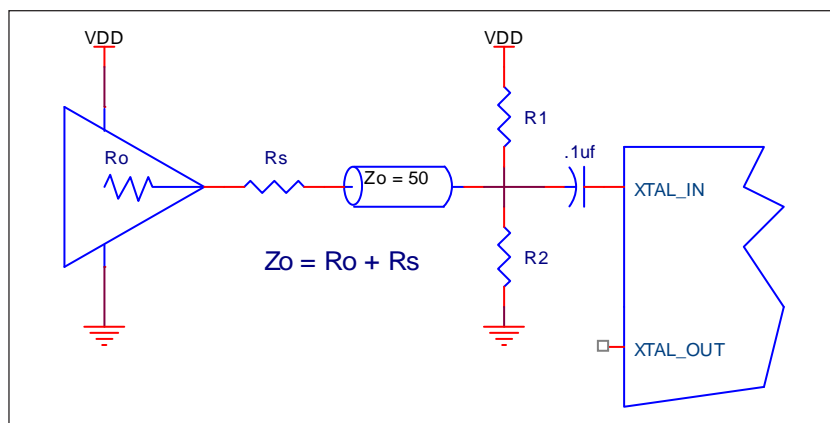 VDD
VDD
R1
Ro
Rs
.1uf
Zo = 50
XTAL_IN
Zo = Ro + Rs
R2
XTAL_OUT